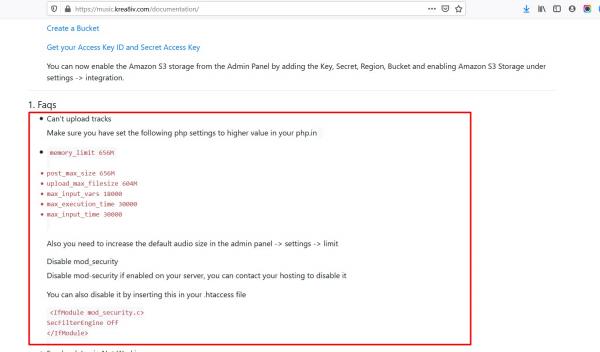 https://music.krea8iv.com/documentation/
Create a Bucket
Get your Access Key ID and Secret Access Key
You can now enable the Amazon S3 storage from the Admin Panel by adding the Key, Secret, Region, Bucket and enabling Amazon S3 Storage under
settings -> integration.
1. Faqs
Can't upload tracks
Make sure you have set the following php settings to higher value in your php.in
memory_limit 656M
post_max_size 656M
upload_max_filesize 604M
max_input_vars 18000
max_execution_time 30000
max_input_time 30000
Also you need to increase the default audio size in the admin panel -> settings -> limit
Disable mod_security
Disable mod-security if enabled on your server, you can contact your hosting to disable it
You can also disable it by inserting this in your .htaccess file
<IfModule mod_security.c>
SecFilterEngine Off
</IfModule>